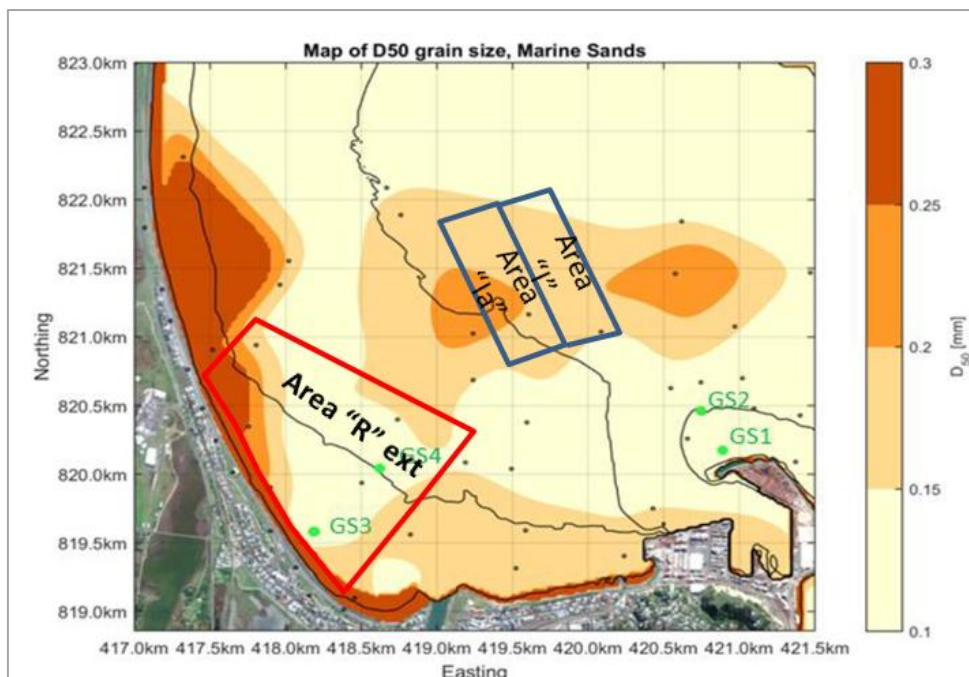 Map of D50 grain size, Marine Sands
823.0km
822.5km
822.0km
821.5km
821.0km
820.5km
820.0km
819.5km
819.0km
Northing
417.0km 417.5km 418.0km 418.5km 419.0km 419.5km 420.0km 420.5km 421.0km 421.5km
Easting
Area "R" ext
Area
"Ia"
Area
"I"
GS1
GS2
GS3
GS4
0.3
0.25
0.2
0.15
0.1
D50 [mm]